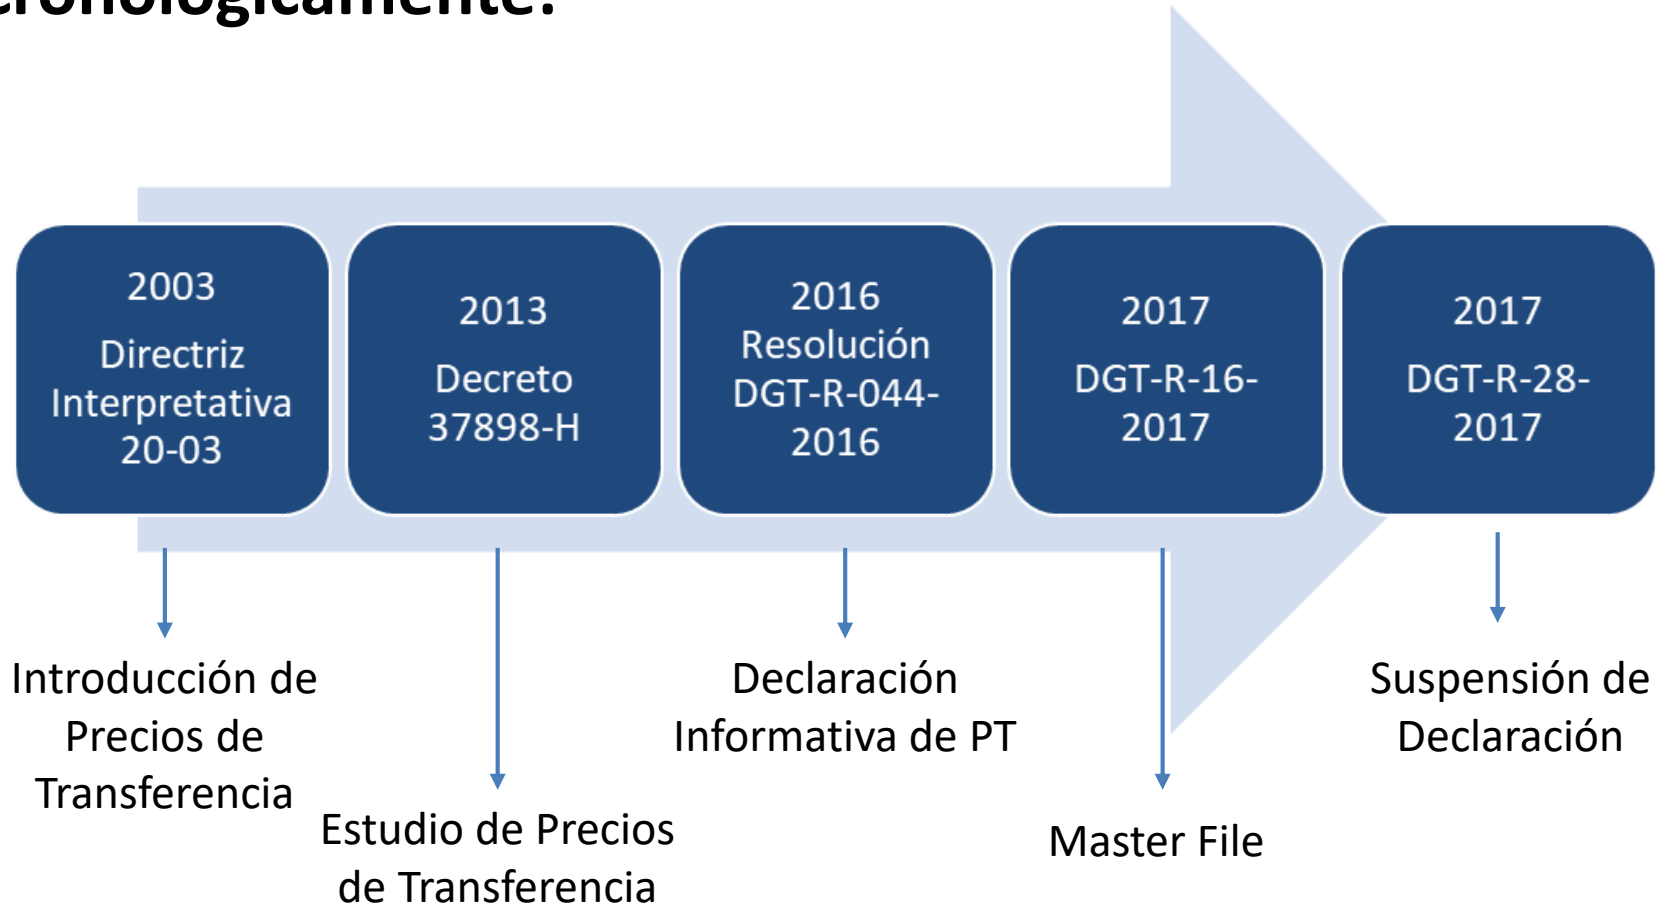 cronológicamente:
2003
Directriz
Interpretativa
20-03
2013
Decreto
37898-H
2016
Resolución
DGT-R-044-
2016
2017
DGT-R-16-
2017
2017
DGT-R-28-
2017
Introducción de
Precios de
Transferencia
Estudio de Precios
de Transferencia
Declaración
Informativa de PT
Master File
Suspensión de
Declaración